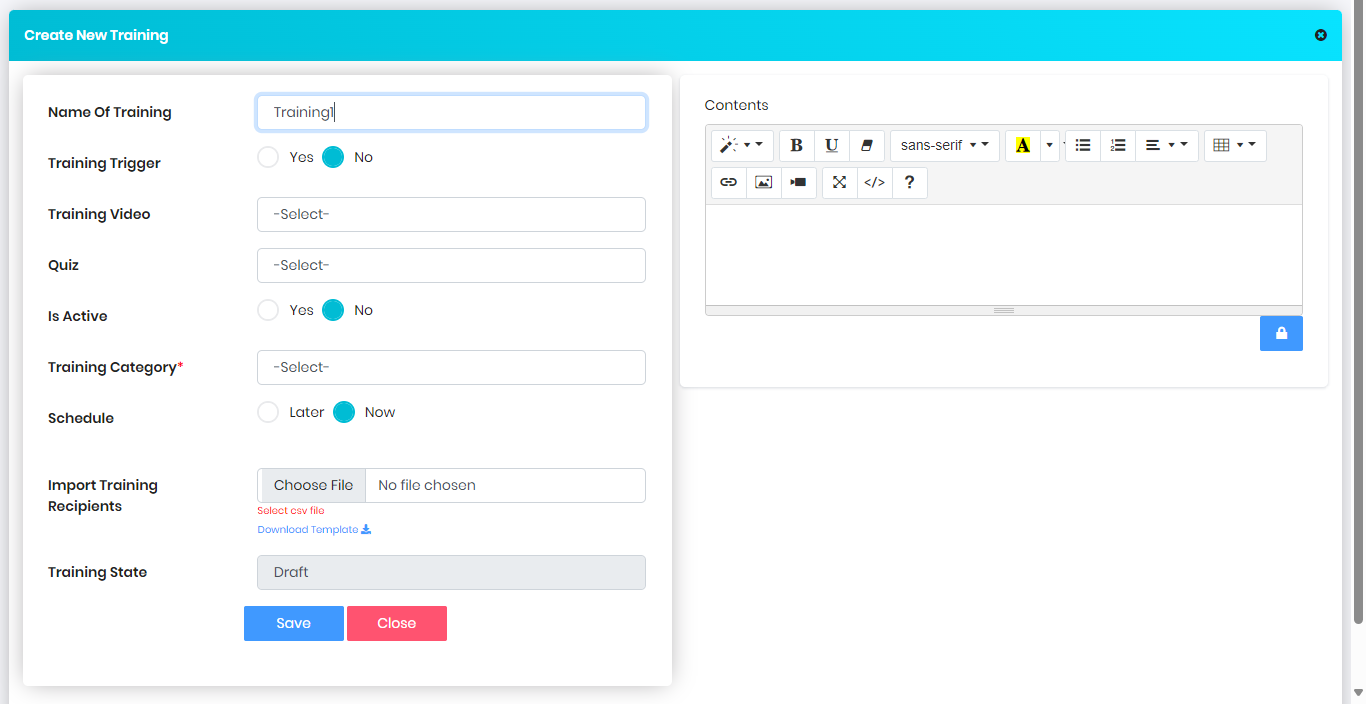 Create New Training
Name Of Training Training1
Training Trigger Yes No
Training Video -Select-
Quiz -Select-
Is Active Yes No
Training Category* -Select-
Schedule Later Now
Import Training Recipients Choose File No file chosen
Select csv file
Download Template
Training State Draft
Save Close
Contents
B U sans-serif A
</> ?